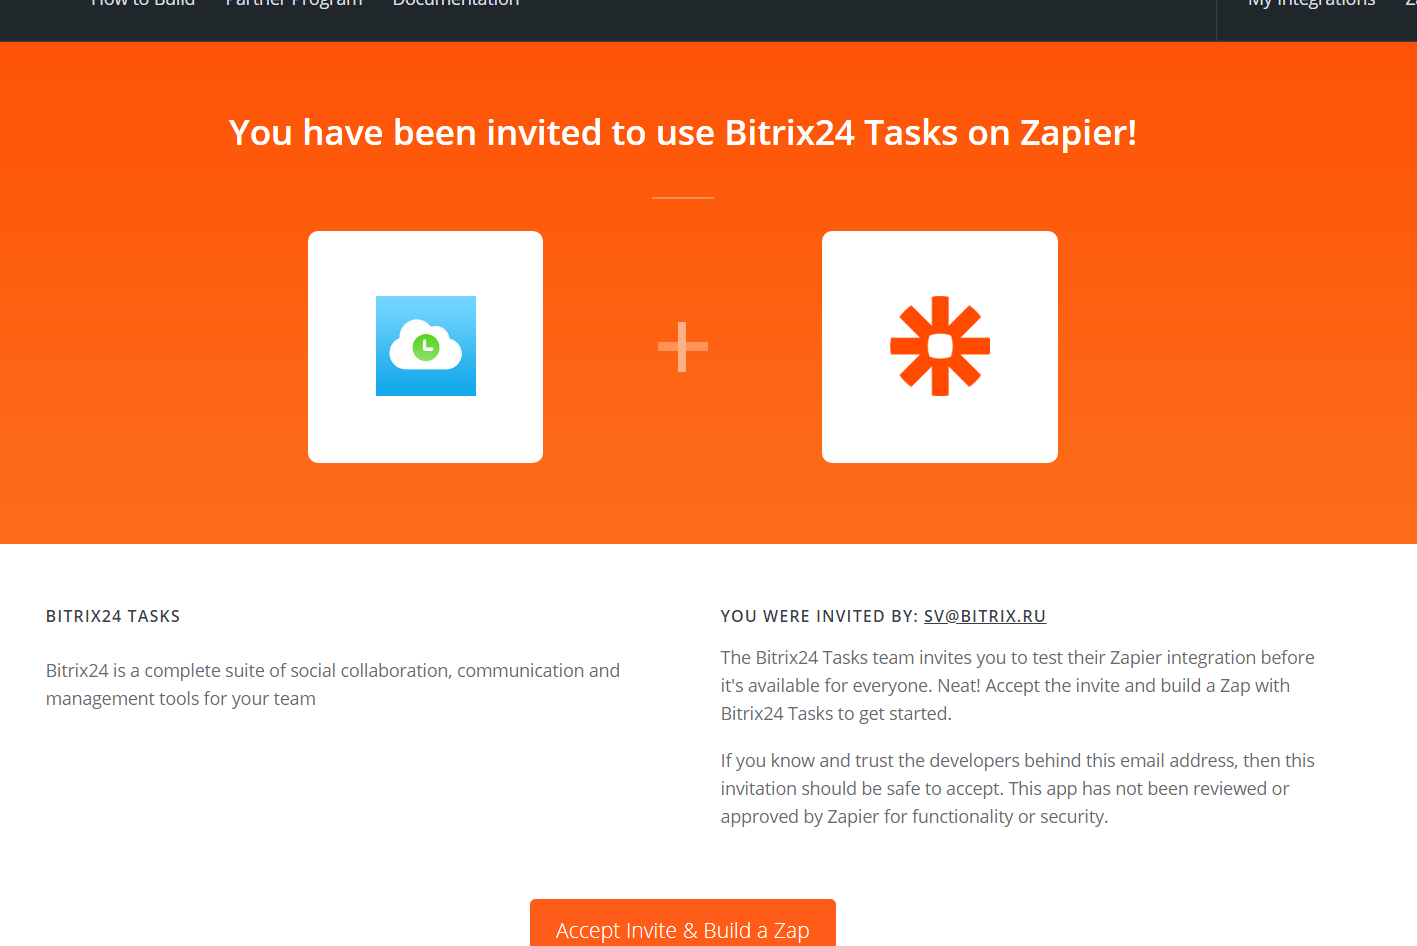 How to Build Partner Program Documentation My Integrations
You have been invited to use Bitrix24 Tasks on Zapier!
BITRIX24 TASKS
Bitrix24 is a complete suite of social collaboration, communication and
management tools for your team
YOU WERE INVITED BY: SV@BITRIX.RU
The Bitrix24 Tasks team invites you to test their Zapier integration before
it's available for everyone. Neat! Accept the invite and build a Zap with
Bitrix24 Tasks to get started.
If you know and trust the developers behind this email address, then this
invitation should be safe to accept. This app has not been reviewed or
approved by Zapier for functionality or security.
Accept Invite & Build a Zap